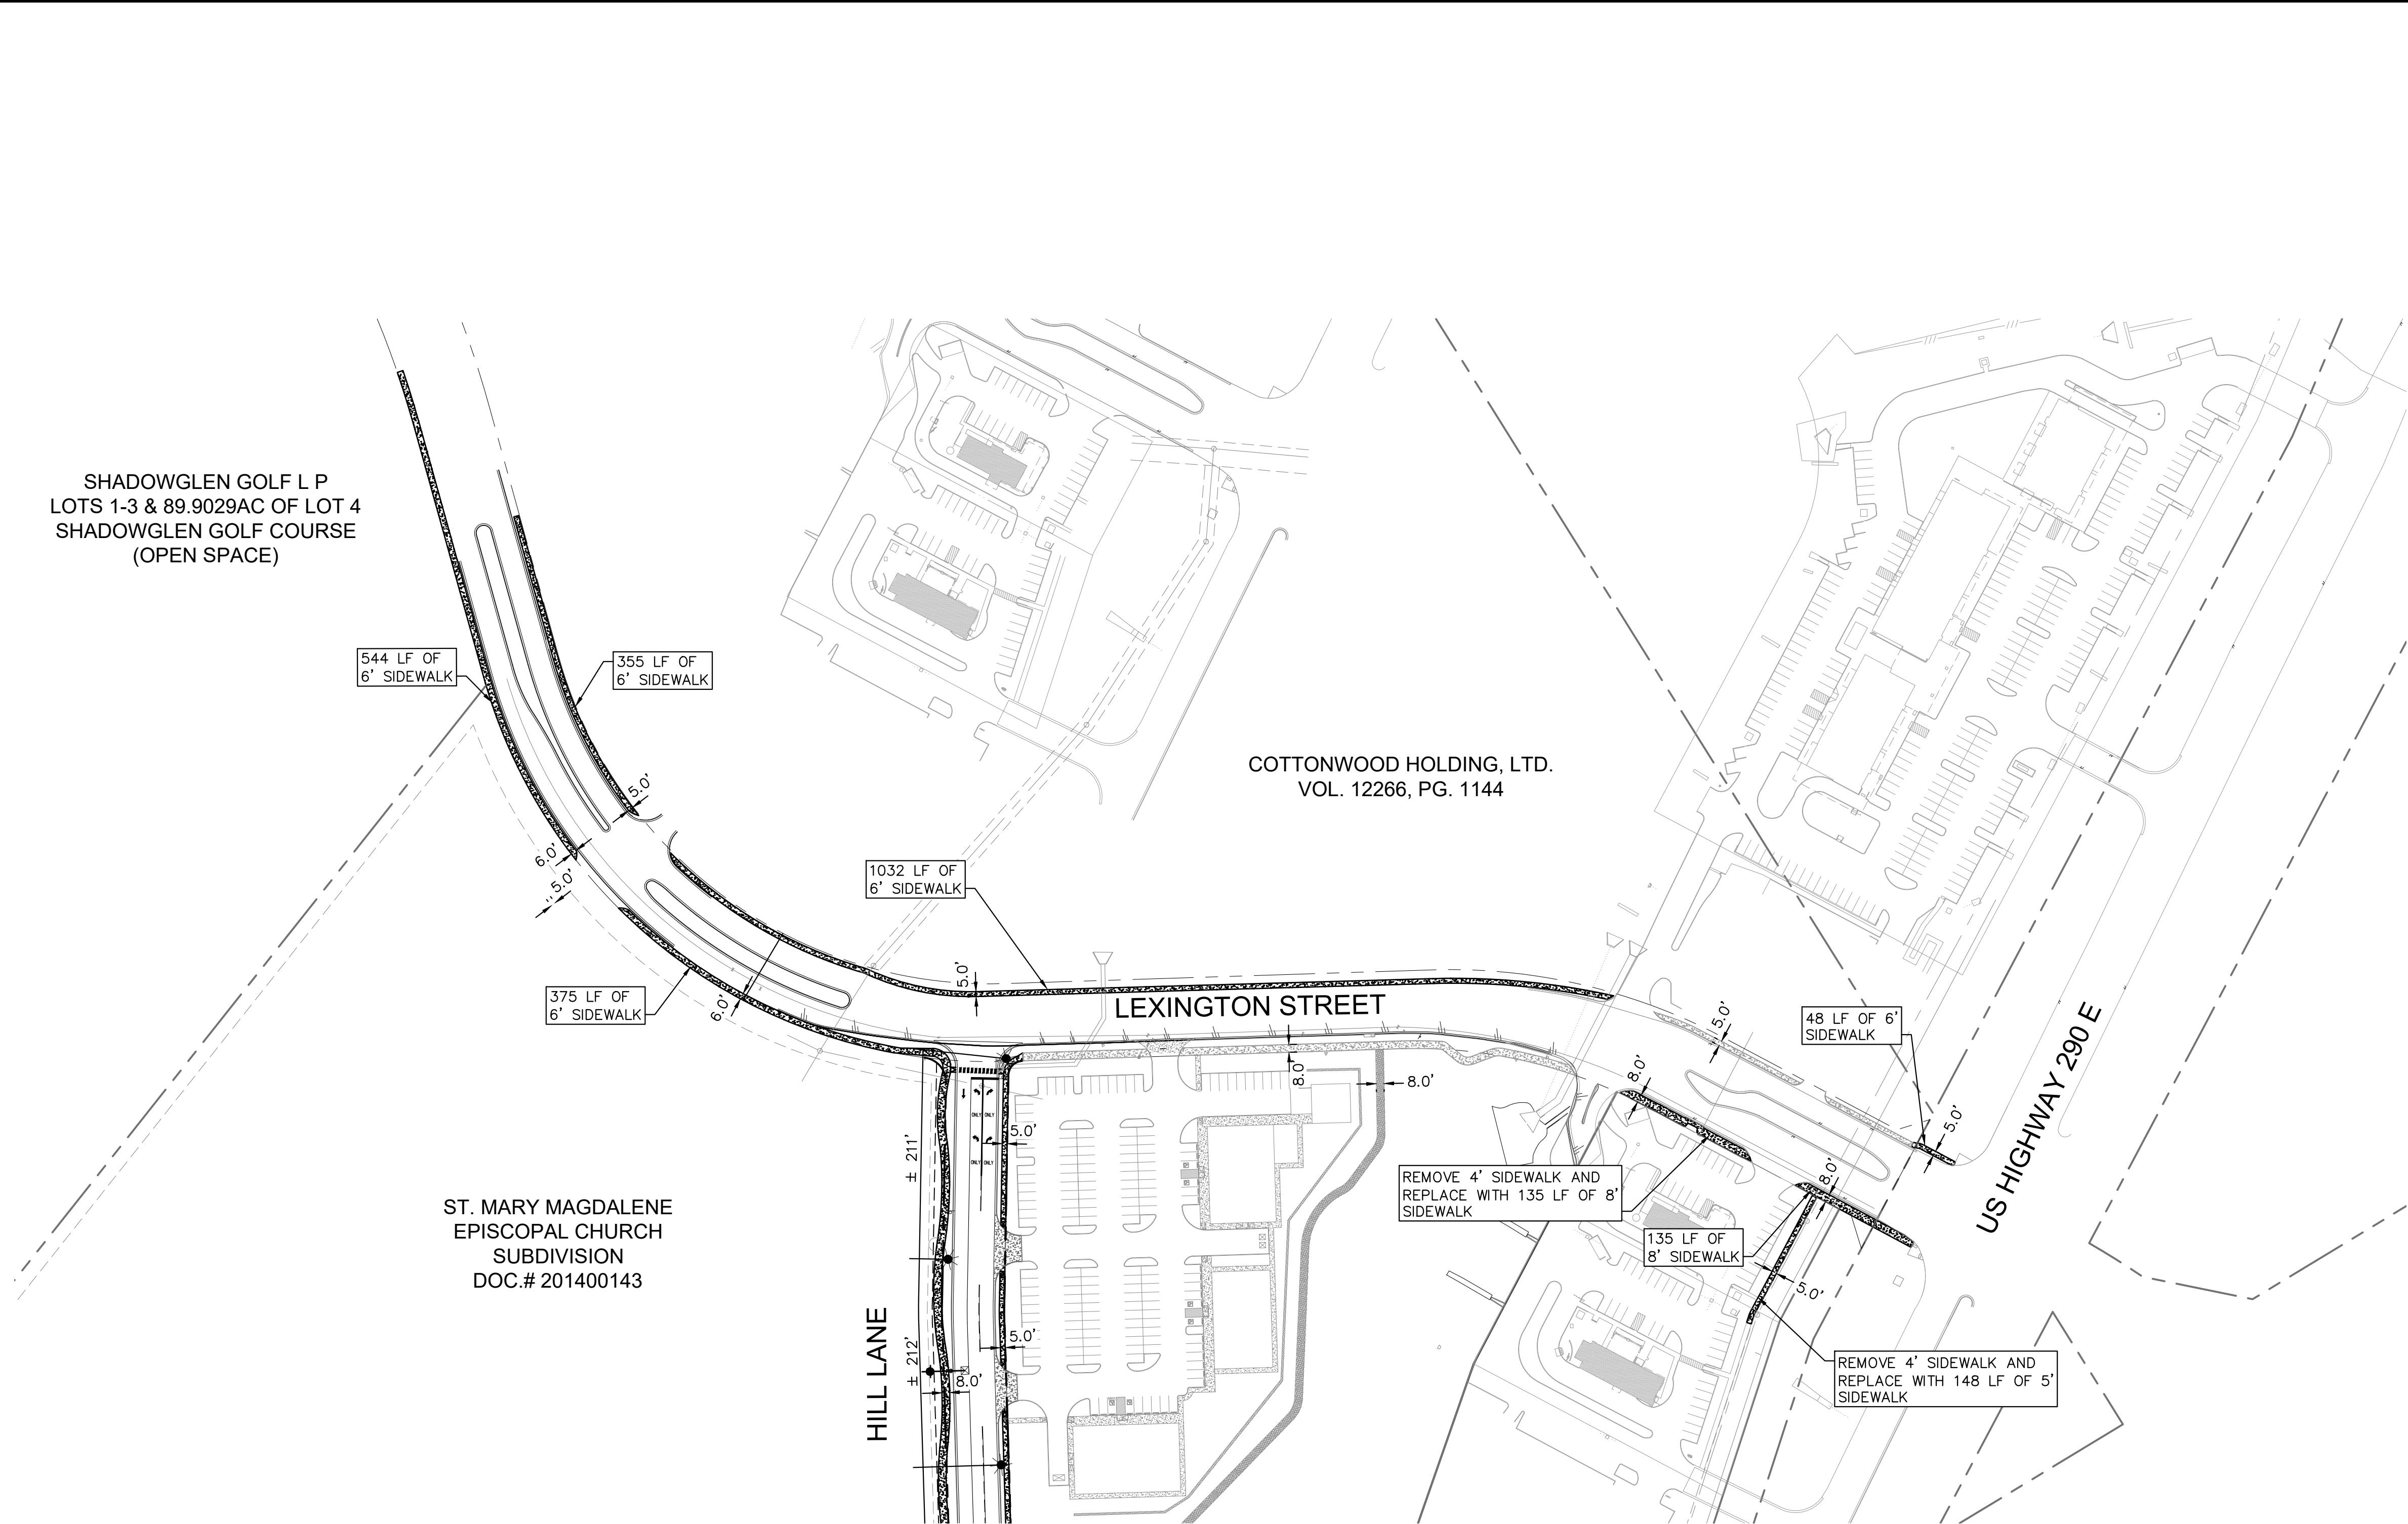 SHADOWGLEN GOLF L P
LOTS 1-3 & 89.9029AC OF LOT 4
SHADOWGLEN GOLF COURSE
(OPEN SPACE)
544 LF OF
6' SIDEWALK
355 LF OF
6' SIDEWALK
5.0'
6.0'
5.0'
COTTONWOOD HOLDING, LTD.
VOL. 12266, PG. 1144
1032 LF OF
6' SIDEWALK
375 LF OF
6' SIDEWALK
6.0'
5.0'
LEXINGTON STREET
5.0'
48 LF OF 6'
SIDEWALK
US HIGHWAY 290 E
8.0'
8.0'
8.0'
5.0'
ONLY ONLY
5.0'
ONLY ONLY
± 211'
8.0'
REMOVE 4' SIDEWALK AND
REPLACE WITH 135 LF OF 8'
SIDEWALK
135 LF OF
8' SIDEWALK
5.0'
ST. MARY MAGDALENE
EPISCOPAL CHURCH
SUBDIVISION
DOC.# 201400143
HILL LANE
± 212'
5.0'
8.0'
REMOVE 4' SIDEWALK AND
REPLACE WITH 148 LF OF 5'
SIDEWALK